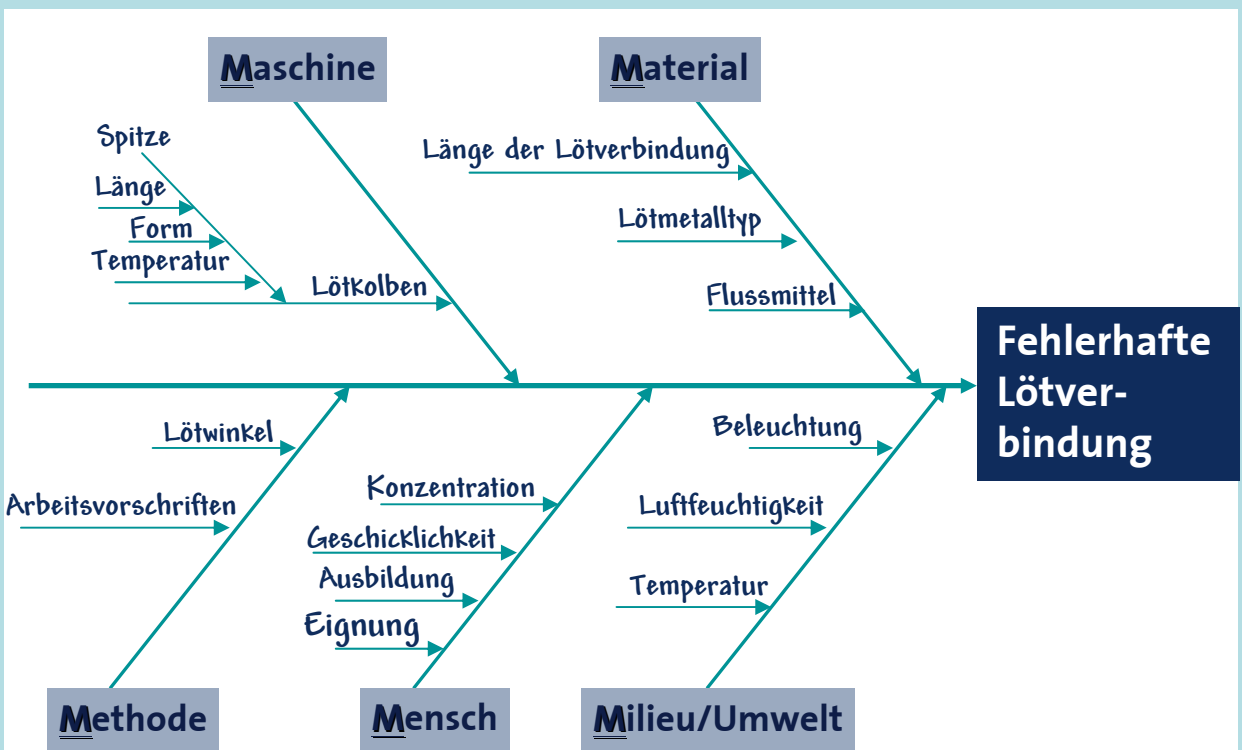 Maschine
Material
Spitze
Länge
Form
Temperatur
Lötkolben
Länge der Lötverbindung
Lötmetalltyp
Flussmittel
Fehlerhafte
Lötver-
bindung
Lötwinkel
Arbeitsvorschriften
Konzentration
Geschicklichkeit
Ausbildung
Eignung
Beleuchtung
Luftfeuchtigkeit
Temperatur
Methode
Mensch
Milieu/Umwelt